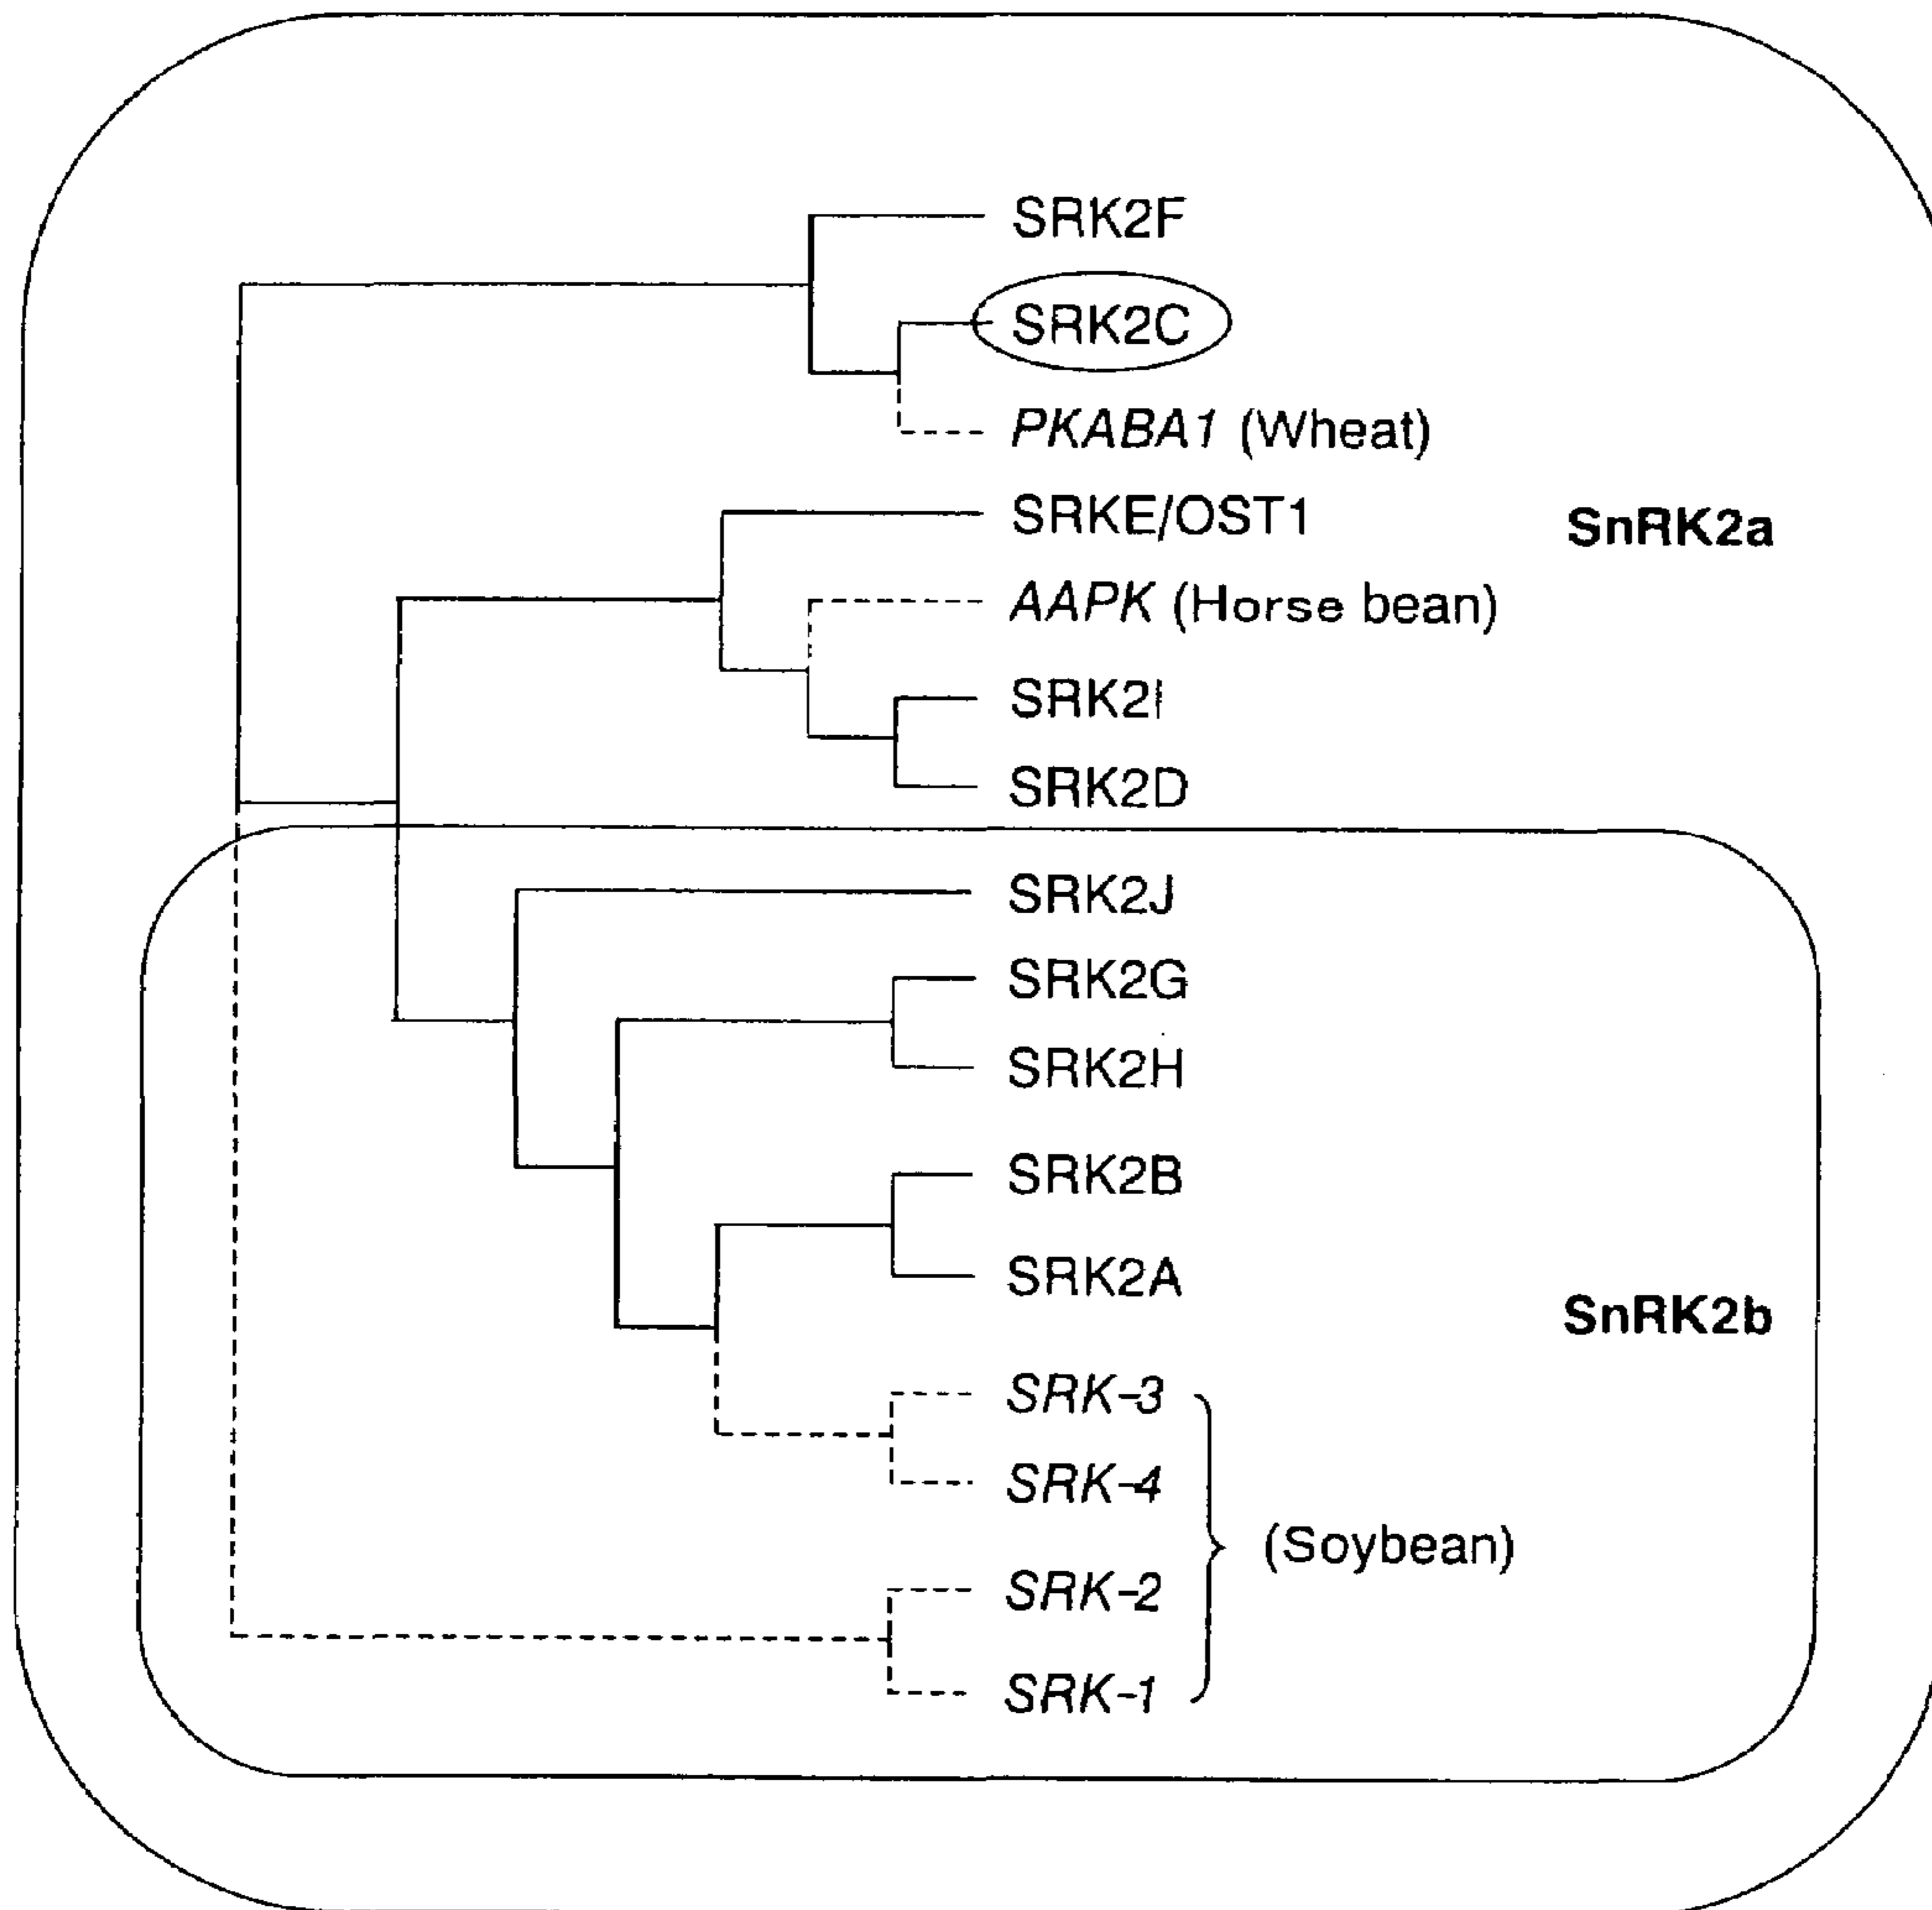 SRK2F
SRK2C
PKABA1 (Wheat)
SRKE/OST1
SnRK2a
AAPK (Horse bean)
SRK2I
SRK2D
SRK2J
SRK2G
SRK2H
SRK2B
SRK2A
SnRK2b
SRK-3
SRK-4
(Soybean)
SRK-2
SRK-1